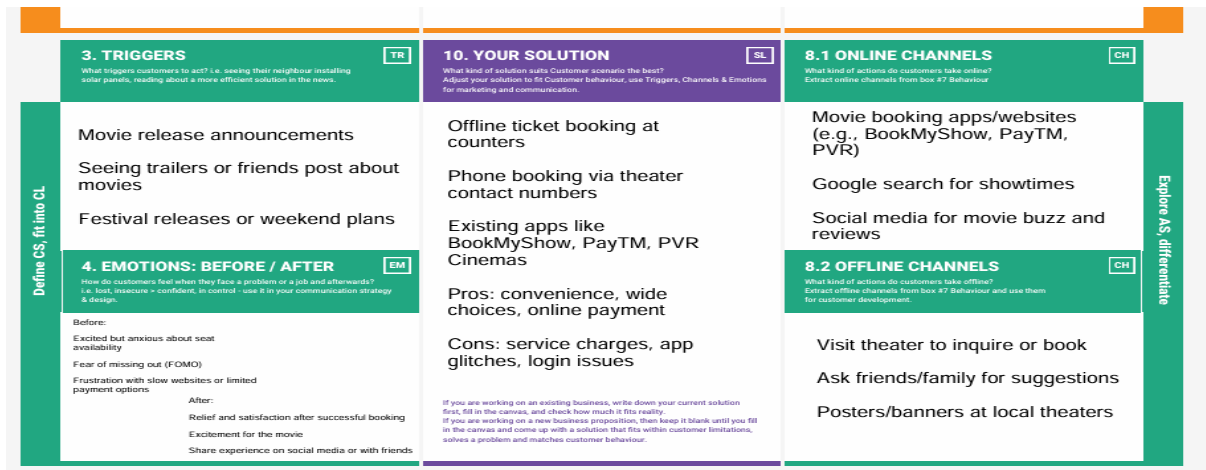 3. TRIGGERS
TR
What triggers customers to act? i.e. seeing their neighbour installing
solar panels, reading about a more efficient solution in the news.
Movie release announcements
Seeing trailers or friends post about
movies
Festival releases or weekend plans
Define CS, fit into CL
4. EMOTIONS: BEFORE / AFTER
EM
How do customers feel when they face a problem or a job and afterwards?
i.e. lost, insecure > confident, in control - use it in your communication strategy
& design.
Before:
Excited but anxious about seat
availability
Fear of missing out (FOMO)
Frustration with slow websites or limited
payment options
After:
Relief and satisfaction after successful booking
Excitement for the movie
Share experience on social media or with friends
10. YOUR SOLUTION
SL
What kind of solution suits Customer scenario the best?
Adjust your solution to fit Customer behaviour, use Triggers, Channels & Emotions
for marketing and communication.
Offline ticket booking at
counters
Phone booking via theater
contact numbers
Existing apps like
BookMyShow, PayTM, PVR
Cinemas
Pros: convenience, wide
choices, online payment
Cons: service charges, app
glitches, login issues
If you are working on an existing business, write down your current solution
first, fill in the canvas, and check how much it fits reality.
If you are working on a new business proposition, then keep it blank until you fill
in the canvas and come up with a solution that fits within customer limitations,
solves a problem and matches customer behaviour.
8.1 ONLINE CHANNELS
CH
What kind of actions do customers take online?
Extract online channels from box #7 Behaviour
Movie booking apps/websites
(e.g., BookMyShow, PayTM,
PVR)
Google search for showtimes
Social media for movie buzz and
reviews
8.2 OFFLINE CHANNELS
CH
What kind of actions do customers take offline?
Extract offline channels from box #7 Behaviour and use them
for customer development.
Visit theater to inquire or book
Ask friends/family for suggestions
Posters/banners at local theaters
Explore AS, differentiate